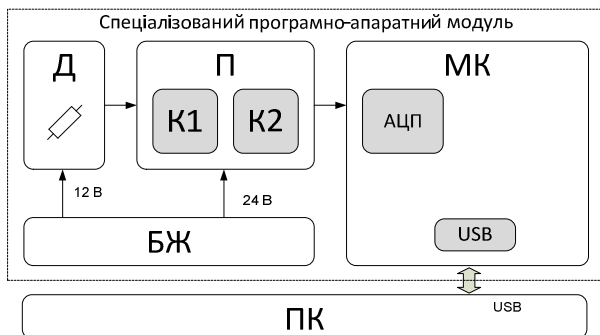 Спеціалізований програмно-апаратний модуль
Д
П
МК
К1
К2
АЦП
12 В
24 В
БЖ
USB
USB
ПК